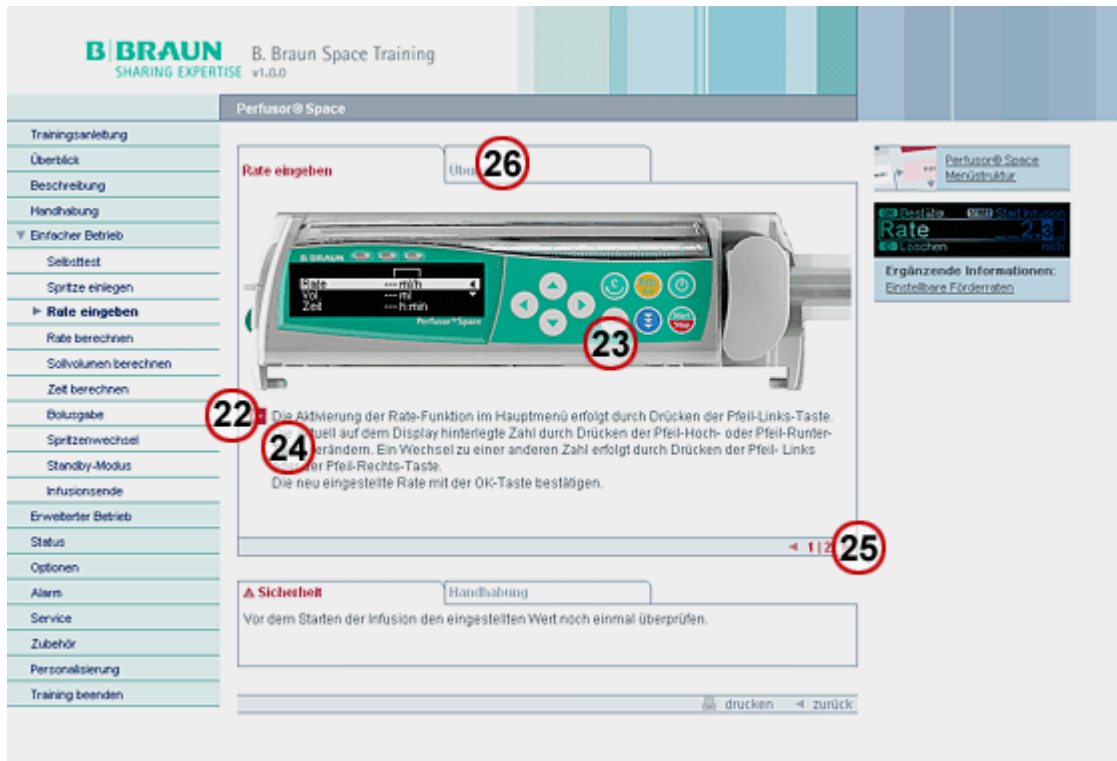 B|BRAUN
SHARING EXPERTISE
B. Braun Space Training
v1.0.0
Perfusor® Space
Trainingsanleitung
Überblick
Beschreibung
Handhabung
Einfacher Betrieb
Selbsttest
Spritze einlegen
Rate eingeben
Rate berechnen
Sollvolumen berechnen
Zeit berechnen
Bolusgabe
Spritzenwechsel
Standby-Modus
Infusionsende
Erweiterter Betrieb
Status
Optionen
Alarm
Service
Zubehör
Personalisierung
Training beenden
Rate eingeben
26
B BRAUN
Rate --- ml/h
Vol --- ml
Zeit --- h:min
Perfusor® Space
C
Start
Stop
23
22
Die Aktivierung der Rate-Funktion im Hauptmenü erfolgt durch Drücken der Pfeil-Links-Taste.
auf dem Display hinterlegte Zahl durch Drücken der Pfeil-Hoch- oder Pfeil-Runter-
24
Ein Wechsel zu einer anderen Zahl erfolgt durch Drücken der Pfeil- Links
Pfeil-Rechts-Taste.
Die neu eingestellte Rate mit der OK-Taste bestätigen.
1|2
25
Sicherheit
Handhabung
Vor dem Starten der Infusion den eingestellten Wert noch einmal überprüfen.
drucken
zurück
Perfusor® Space
Menüstruktur
Start Infusion
Rate
Löschen
ml/h
Ergänzende Informationen:
Einstellbare Förderraten